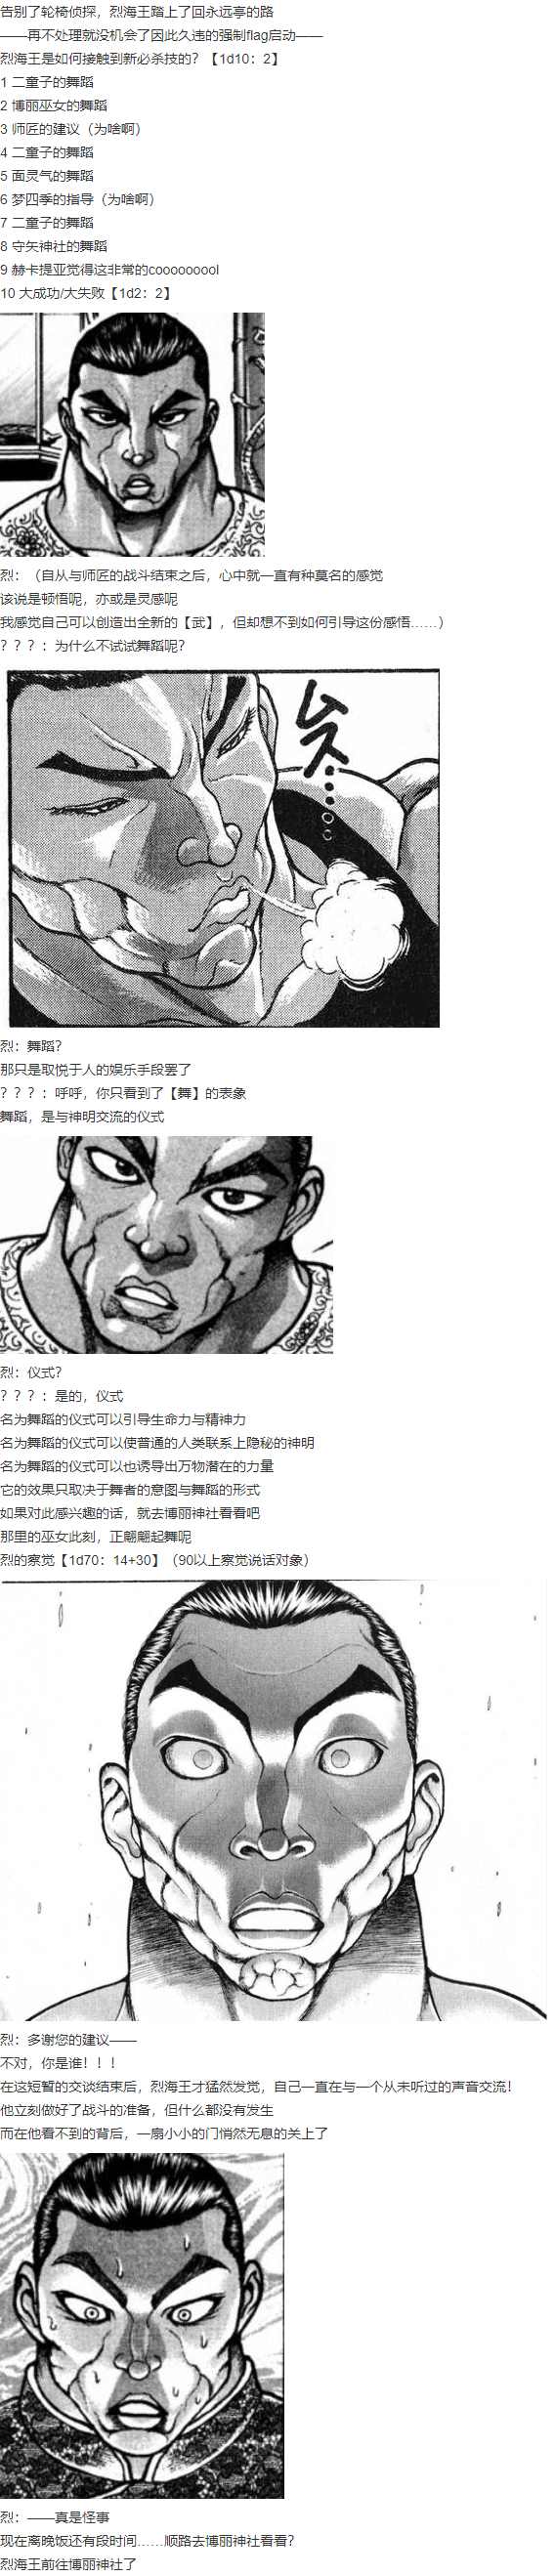 告别了轮椅侦探，烈海王踏上了回永远亭的路
——再不处理就没机会了因此久违的强制flag启动——
烈海王是如何接触到新必杀技的？【1d10：2】
1 二童子的舞蹈
2 博丽巫女的舞蹈
3 师匠的建议（为啥啊）
4 二童子的舞蹈
5 面灵气的舞蹈
6 梦四季的指导（为啥啊）
7 二童子的舞蹈
8 守矢神社的舞蹈
9 赫卡提亚觉得这非常的cooooooool
10 大成功/大失败【1d2：2】
烈：（自从与师匠的战斗结束之后，心中就一直有种莫名的感觉
该说是顿悟呢，亦或是灵感呢
我感觉自己可以创造出全新的【武】，但却想不到如何引导这份感悟……）
？？？：为什么不试试舞蹈呢？
ムス…
烈：舞蹈？
那只是取悦于人的娱乐手段罢了
？？？：呼呼，你只看到了【舞】的表象
舞蹈，是与神明交流的仪式
烈：仪式？
？？？：是的，仪式
名为舞蹈的仪式可以引导生命力与精神力
名为舞蹈的仪式可以使普通的人类联系上隐秘的神明
名为舞蹈的仪式可以也诱导出万物潜在的力量
它的效果只取决于舞者的意图与舞蹈的形式
如果对此感兴趣的话，就去博丽神社看看吧
那里的巫女此刻，正翩翩起舞呢
烈的察觉【1d70：14+30】（90以上察觉说话对象）
烈：多谢您的建议——
不对，你是谁！！！
在这短暂的交谈结束后，烈海王才猛然发觉，自己一直在与一个从未听过的声音交流！
他立刻做好了战斗的准备，但什么都没有发生
而在他看不到的背后，一扇小小的门悄然无息的关上了
烈：——真是怪事
现在离晚饭还有段时间……顺路去博丽神社看看？
烈海王前往博丽神社了